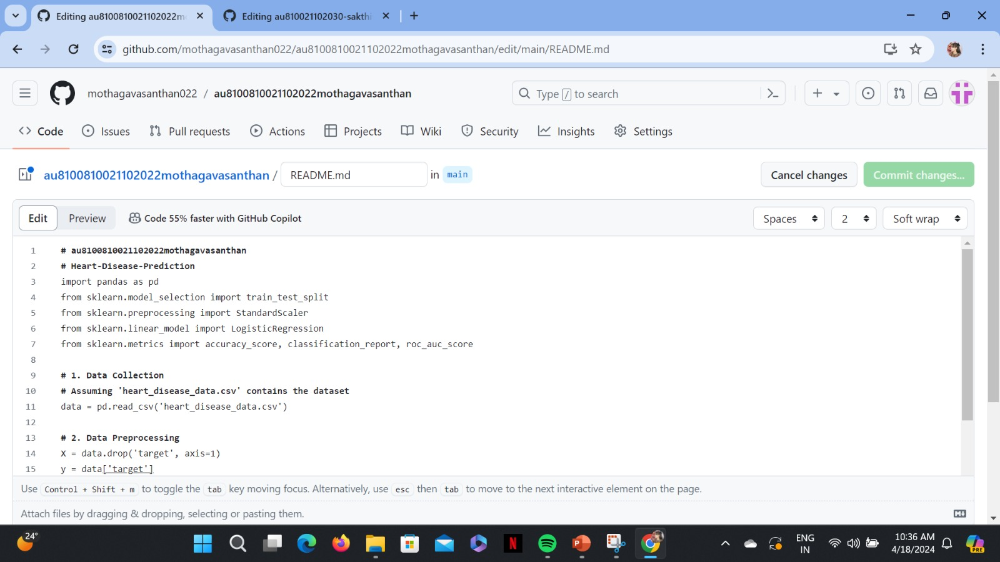 Editing au8100810021102022m
Editing au810021102030-sakthi
github.com/mothagavasanthan022/au8100810021102022mothagavasanthan/edit/main/README.md
mothagavasanthan022 / au8100810021102022mothagavasanthan
Type / to search
Code Issues Pull requests Actions Projects Wiki Security Insights Settings
au8100810021102022mothagavasanthan / README.md in main
Cancel changes Commit changes...
Edit Preview Code 55% faster with GitHub Copilot Spaces 2 Soft wrap
1 # au8100810021102022mothagavasanthan
2 # Heart-Disease-Prediction
3 import pandas as pd
4 from sklearn.model_selection import train_test_split
5 from sklearn.preprocessing import StandardScaler
6 from sklearn.linear_model import LogisticRegression
7 from sklearn.metrics import accuracy_score, classification_report, roc_auc_score
8
9 # 1. Data Collection
10 # Assuming 'heart_disease_data.csv' contains the dataset
11 data = pd.read_csv('heart_disease_data.csv')
12
13 # 2. Data Preprocessing
14 X = data.drop('target', axis=1)
15 y = data['target']
Use Control + Shift + m to toggle the tab key moving focus. Alternatively, use esc then tab to move to the next interactive element on the page.
Attach files by dragging & dropping, selecting or pasting them.
24°
ENG
IN
10:36 AM
4/18/2024
PRE